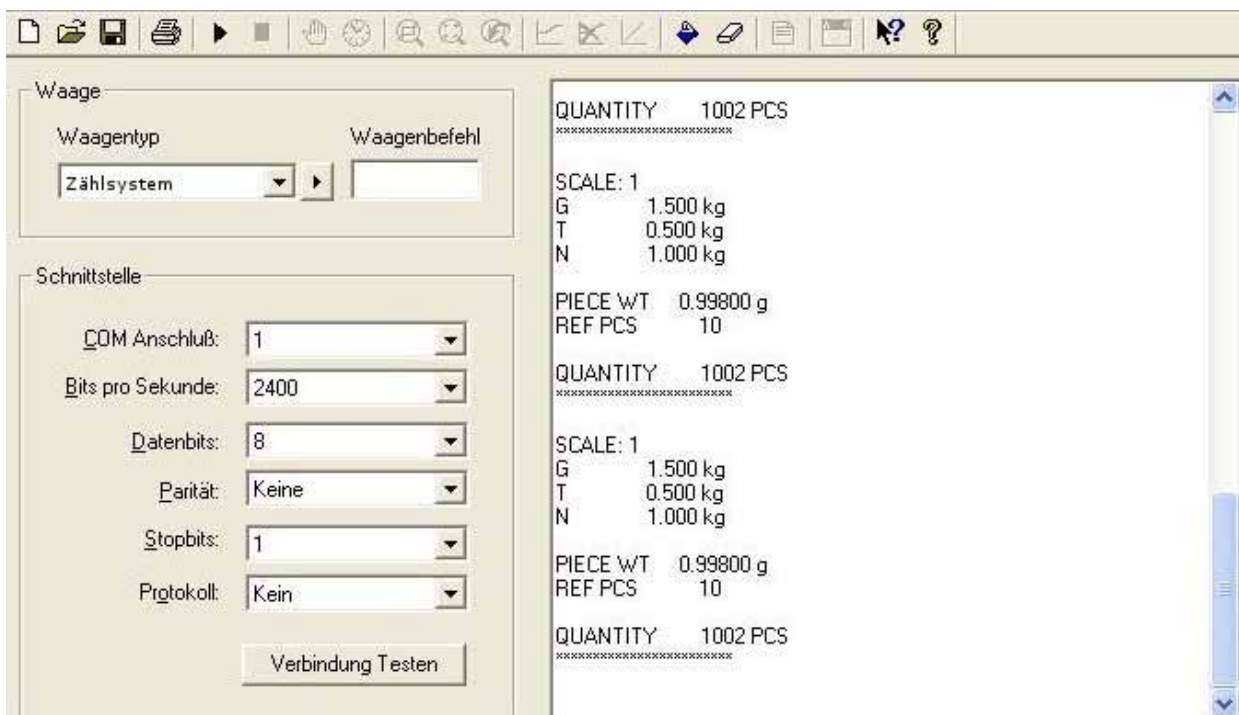 Waage
Waagentyp
Waagenbefehl
Zählsystem
Schnittstelle
COM Anschluß: 1
Bits pro Sekunde: 2400
Datenbits: 8
Parität: Keine
Stopbits: 1
Protokoll: Kein
Verbindung Testen
QUANTITY 1002 PCS
************************
SCALE: 1
G 1.500 kg
T 0.500 kg
N 1.000 kg
PIECE WT 0.99800 g
REF PCS 10
QUANTITY 1002 PCS
************************
SCALE: 1
G 1.500 kg
T 0.500 kg
N 1.000 kg
PIECE WT 0.99800 g
REF PCS 10
QUANTITY 1002 PCS
************************